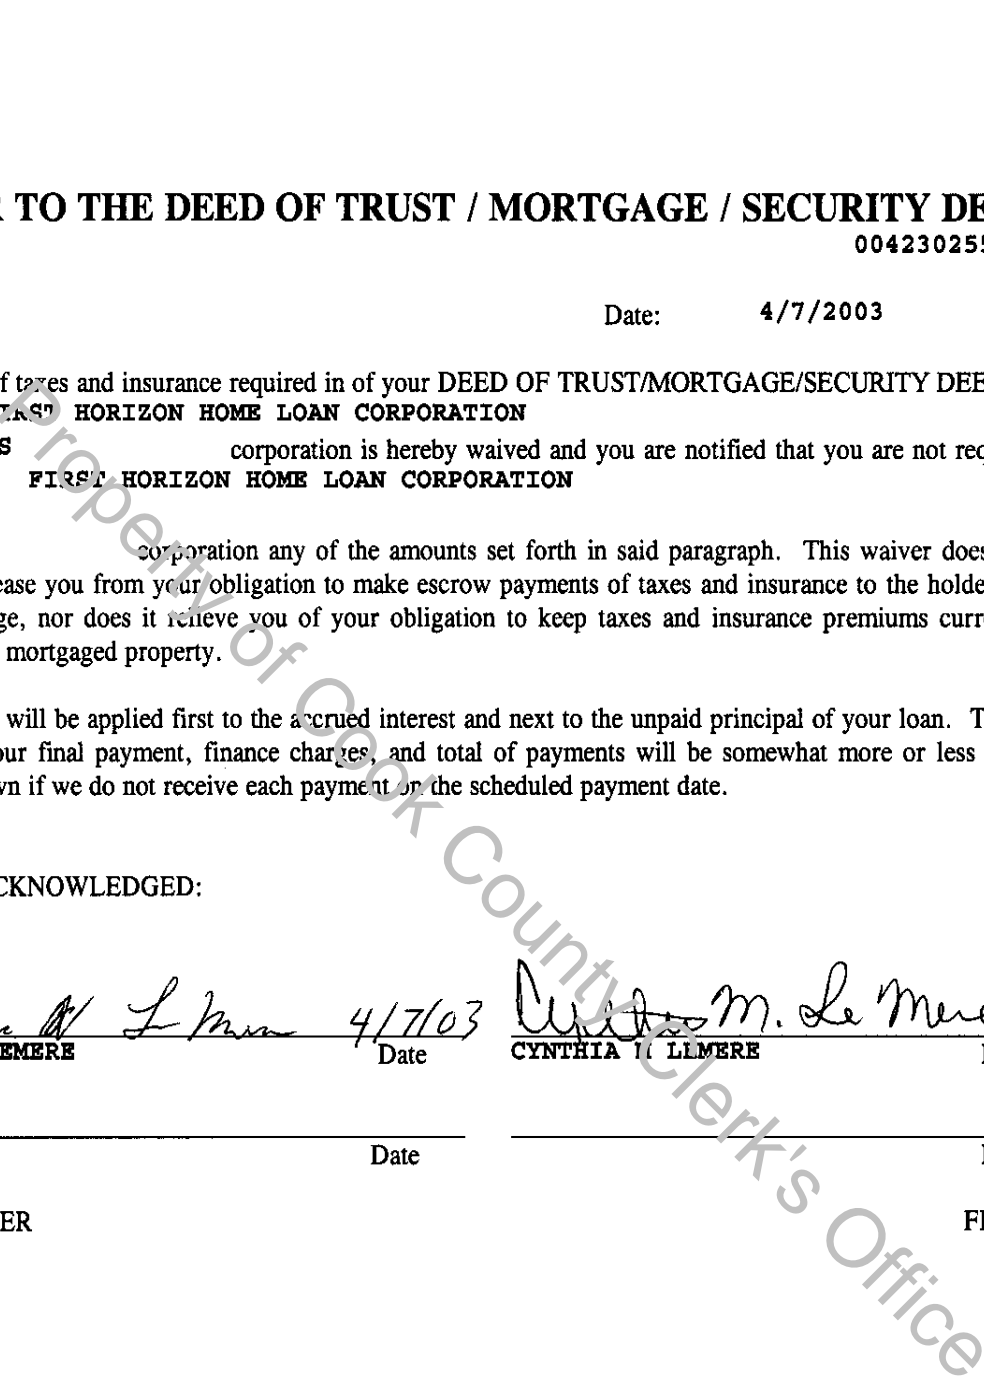 TO THE DEED OF TRUST / MORTGAGE / SECURITY DE
00423025
Date: 4/7/2003
f taxes and insurance required in of your DEED OF TRUST/MORTGAGE/SECURITY DEE
FIRST HORIZON HOME LOAN CORPORATION
S corporation is hereby waived and you are notified that you are not req
FIRST HORIZON HOME LOAN CORPORATION
corporation any of the amounts set forth in said paragraph. This waiver does
ease you from your obligation to make escrow payments of taxes and insurance to the holde
ge, nor does it relieve you of your obligation to keep taxes and insurance premiums curr
mortgaged property.
will be applied first to the accrued interest and next to the unpaid principal of your loan. T
our final payment, finance charges, and total of payments will be somewhat more or less
wn if we do not receive each payment on the scheduled payment date.
CKNOWLEDGED:
4/7/03 Cynthia M. Le Mere
EMERE Date CYNTHIA M LEMERE
Date
ER
Property of Cook County Clerk's Office